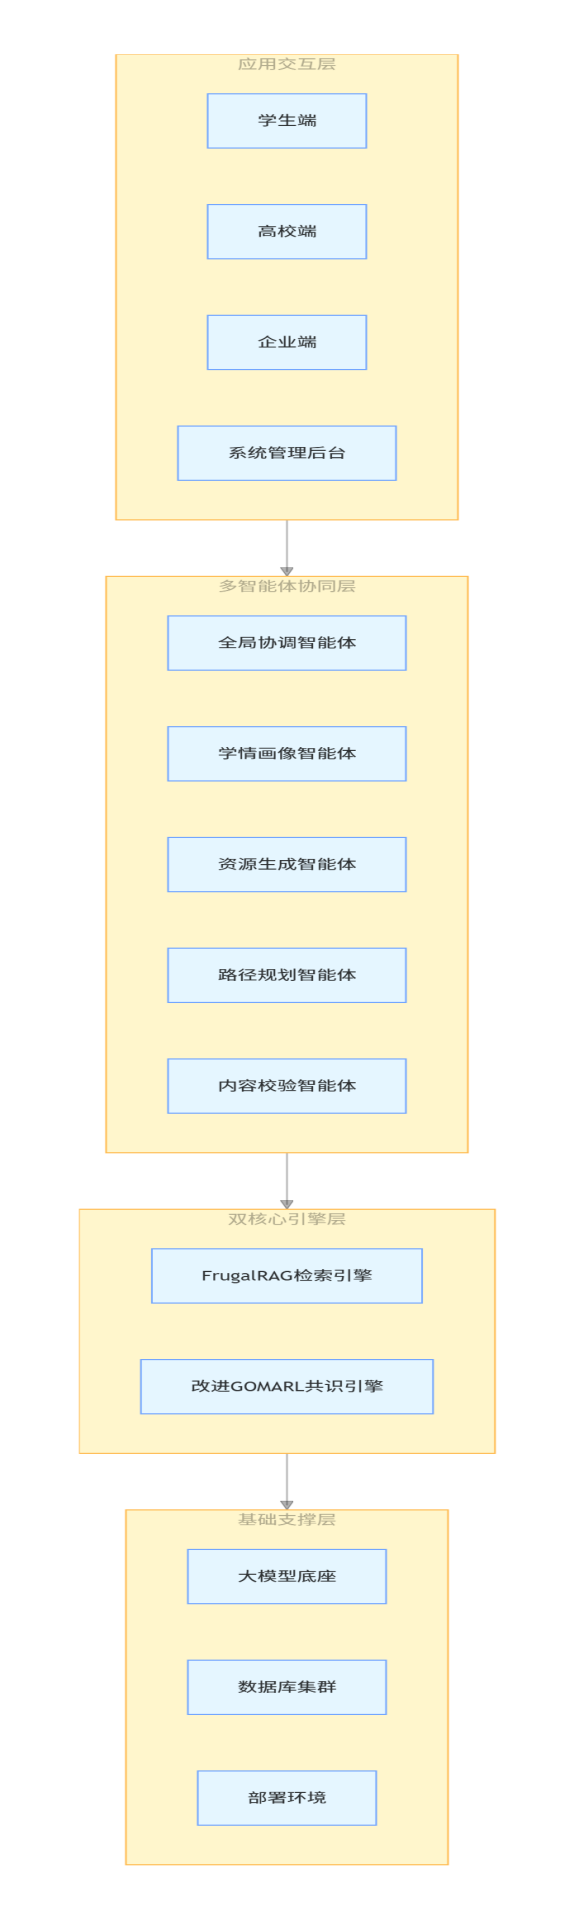 应用交互层
学生端
高校端
企业端
系统管理后台
多智能体协同层
全局协调智能体
学情画像智能体
资源生成智能体
路径规划智能体
内容校验智能体
双核心引擎层
FrugalRAG检索引擎
改进GOMARL共识引擎
基础支撑层
大模型底座
数据库集群
部署环境